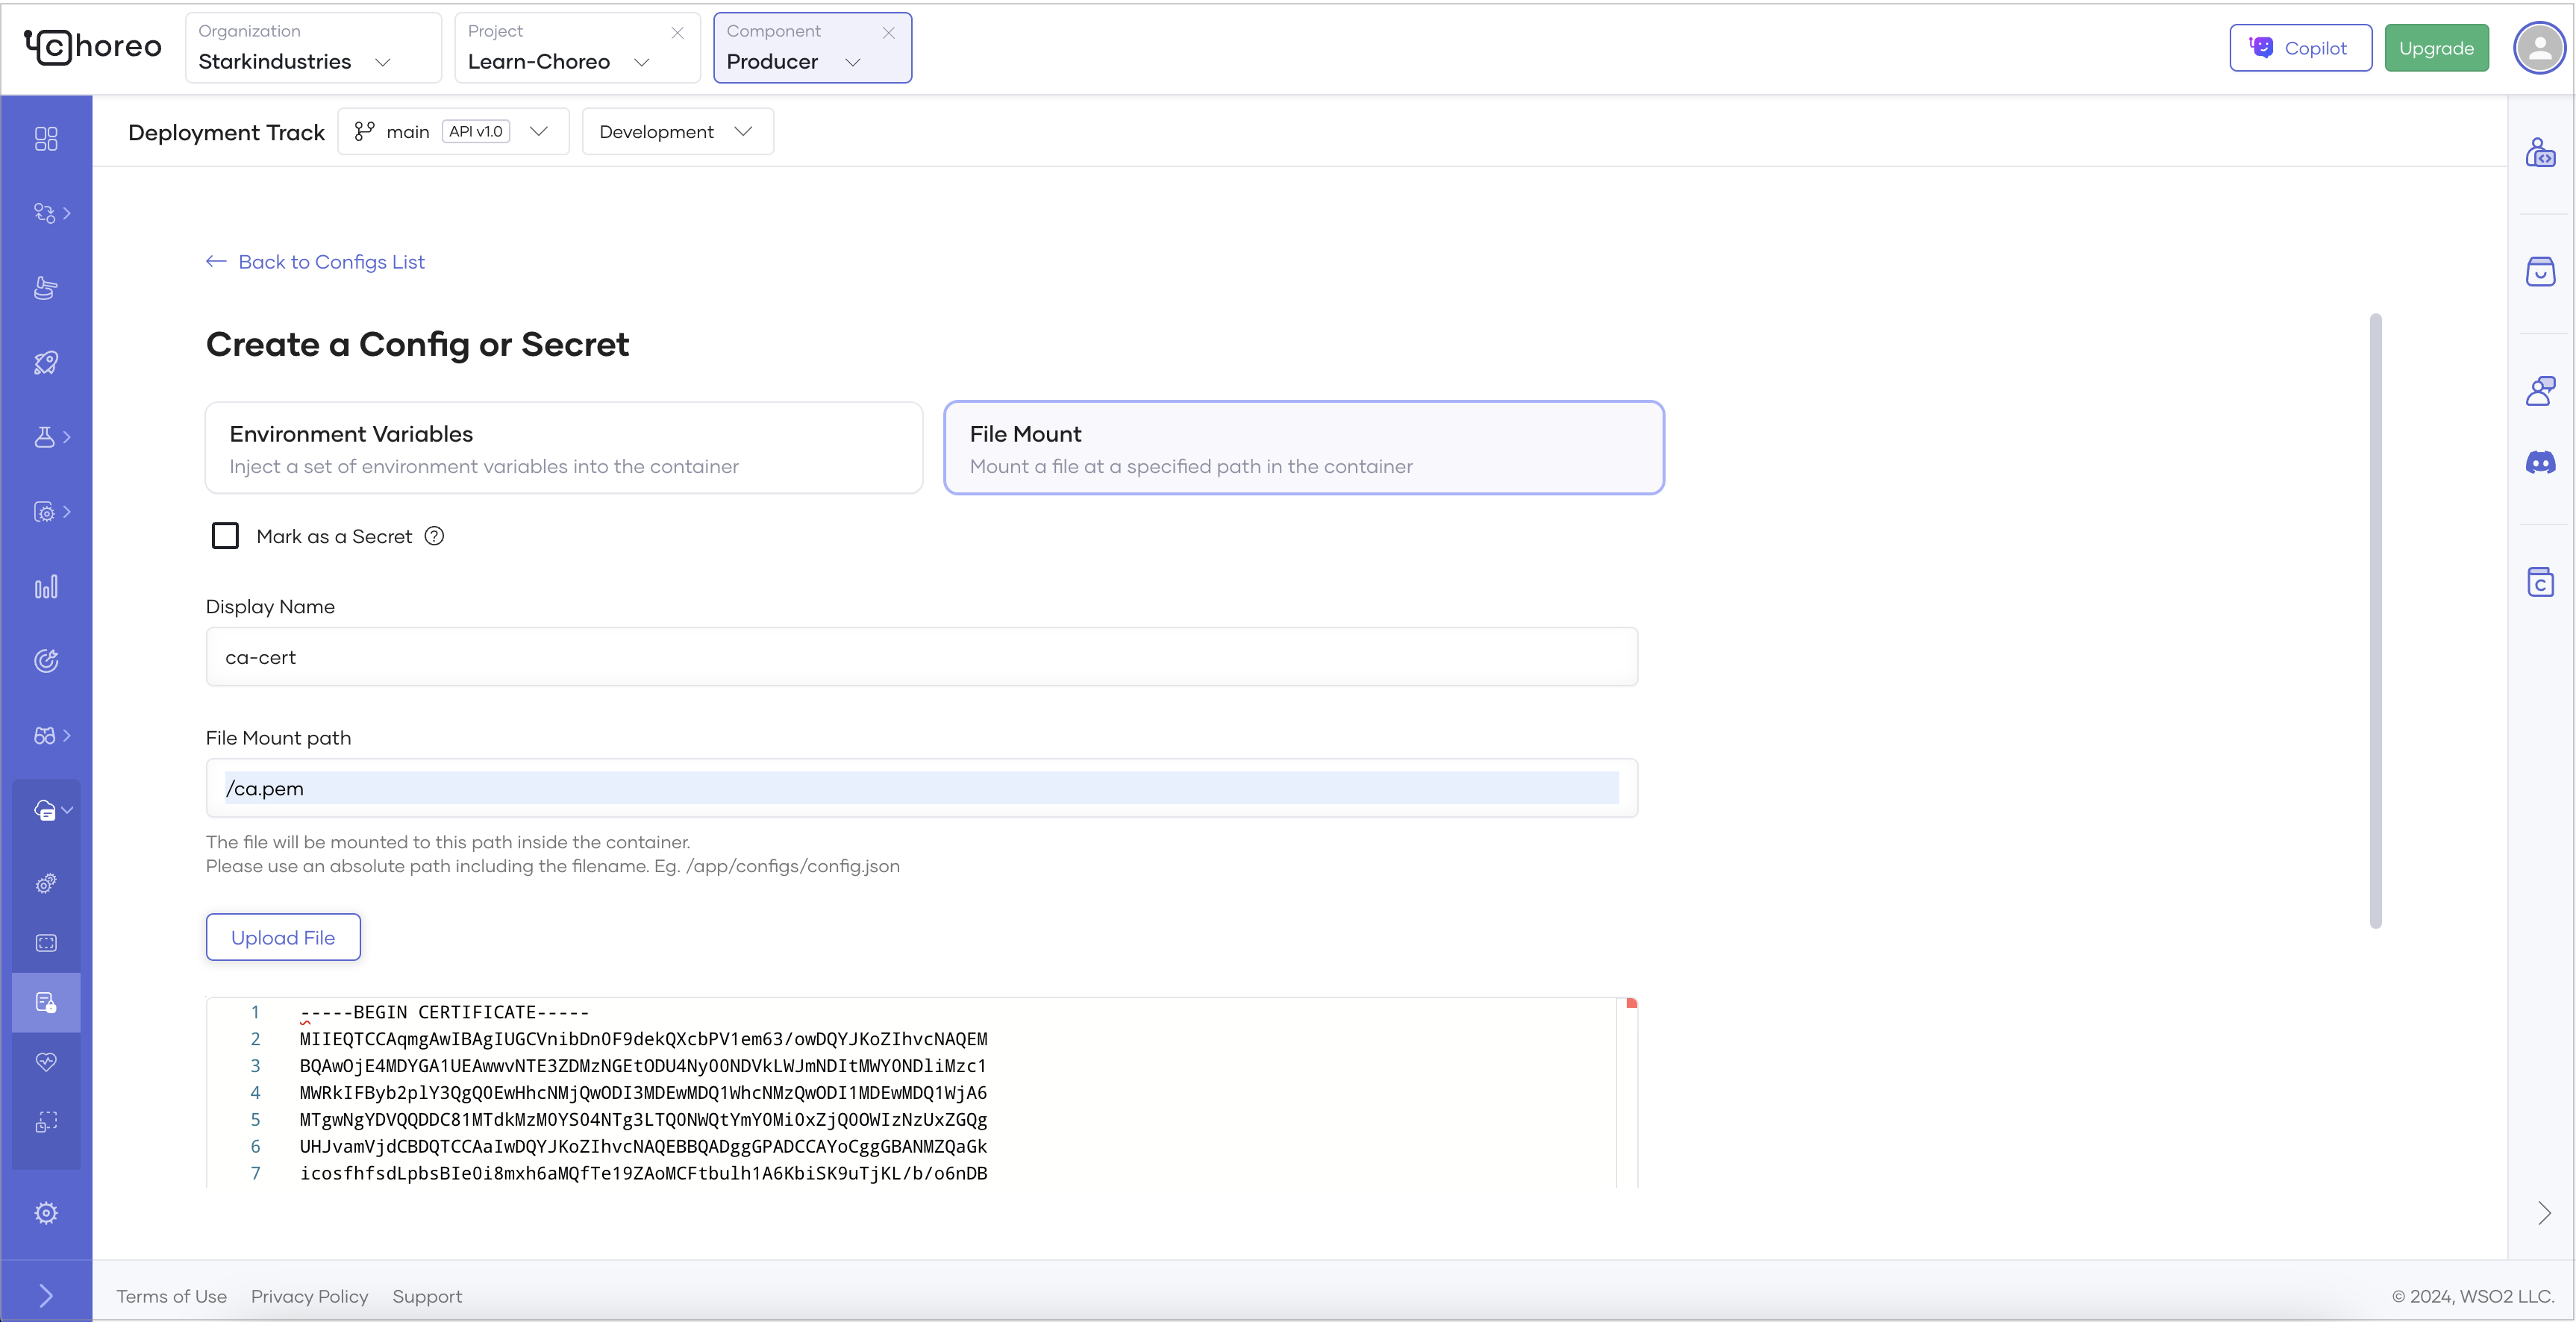 choreo
Organization
Starkindustries
Project
Learn-Choreo
Component
Producer
Copilot
Upgrade
Deployment Track
main
API v1.0
Development
Back to Configs List
Create a Config or Secret
Environment Variables
Inject a set of environment variables into the container
File Mount
Mount a file at a specified path in the container
Mark as a Secret ?
Display Name
ca-cert
File Mount path
/ca.pem
The file will be mounted to this path inside the container.
Please use an absolute path including the filename. Eg. /app/configs/config.json
Upload File
1 -----BEGIN CERTIFICATE-----
2 MIIEQTCCAqmgAwIBAgIUGCVnibDn0F9dekQXcbPV1em63/owDQYJKoZIhvcNAQEM
3 BQAwOjE4MDYGA1UEAwwvNTE3ZDMzNGEtODU4Ny00NDVkLWJmNDItMWY0NDliMzc1
4 MWRkIFByb2plY3QgQ0EwHhcNMjQwODI3MDEwMDQ1WhcNMzQwODI1MDEwMDQ1WjA6
5 MTgwNgYDVQQDDC81MTdkMzM0YS04NTg3LTQ0NWQtYmY0Mi0xZjQ0OWIzNzUxZGQg
6 UHJvamVjdCBDQTCCAaIwDQYJKoZIhvcNAQEBBQADggGPADCCAYoCggGBANMZQaGk
7 icosfhfsdLpbsBIe0i8mxh6aMQfTe19ZAoMCFtbulh1A6KbiSK9uTjKL/b/o6nDB
Terms of Use
Privacy Policy
Support
© 2024, WSO2 LLC.